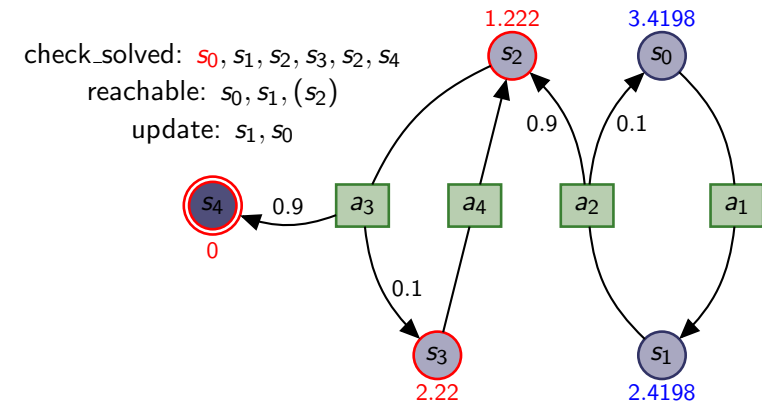 1.222
3.4198
check_solved: s0, s1, s2, s3, s2, s4
s2
s0
reachable: s0, s1, (s2)
update: s1, s0
0.9
0.1
s4
0.9
a3
a4
a2
a1
0
0.1
s3
s1
2.22
2.4198